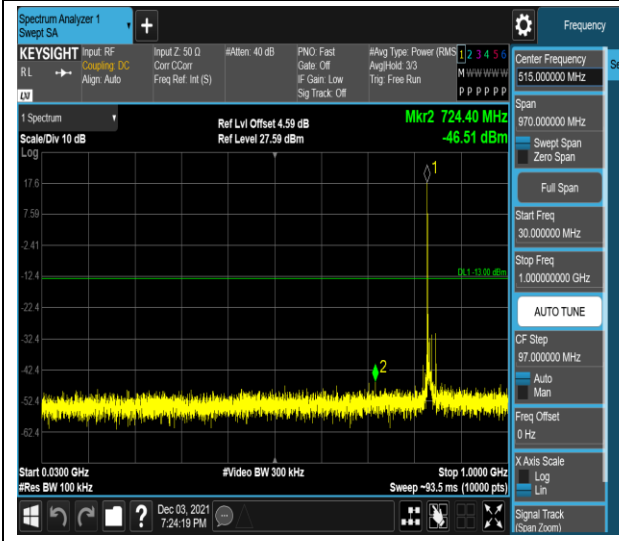 Spectrum Analyzer 1
Swept SA
+
Frequency
KEYSIGHT
RL
LXI
Input: RF
Coupling: DC
Align: Auto
Input Z: 50 Ω
Corr CCorr
Freq Ref: Int (S)
#Atten: 40 dB
PNO: Fast
Gate: Off
IF Gain: Low
Sig Track: Off
#Avg Type: Power (RMS
Avg|Hold: 3/3
Trig: Free Run
1 2 3 4 5 6
M W W W W W
P P P P P P
1 Spectrum
Scale/Div 10 dB
Log
Ref Lvl Offset 4.59 dB
Ref Level 27.59 dBm
Mkr2 724.40 MHz
-46.51 dBm
1
17.6
7.59
-2.41
-12.4
DL1 -13.00 dBm
-22.4
-32.4
-42.4
2
-52.4
-62.4
Start 0.0300 GHz
#Res BW 100 kHz
#Video BW 300 kHz
Stop 1.0000 GHz
Sweep ~93.5 ms (10000 pts)
?
Dec 03, 2021
7:24:19 PM
Center Frequency
515.000000 MHz
Se
Span
970.000000 MHz
Swept Span
Zero Span
Full Span
Start Freq
30.000000 MHz
Stop Freq
1.000000000 GHz
AUTO TUNE
CF Step
97.000000 MHz
Auto
Man
Freq Offset
0 Hz
X Axis Scale
Log
Lin
Signal Track
(Span Zoom)